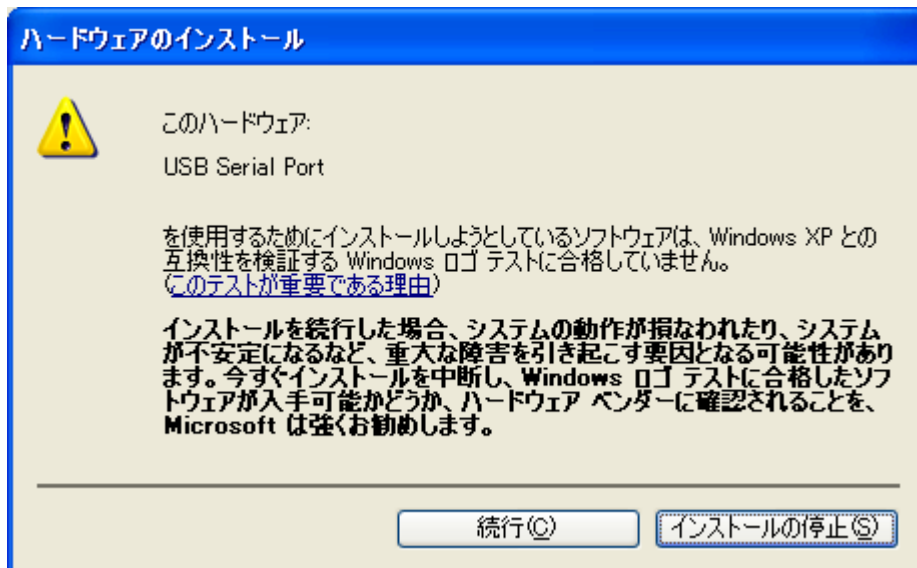 ハードウェアのインストール
このハードウェア:
USB Serial Port
を使用するためにインストールしようとしているソフトウェアは、Windows XP との
互換性を検証する Windows ロゴ テストに合格していません。
(このテストが重要である理由)
インストールを続行した場合、システムの動作が損なわれたり、システム
が不安定になるなど、重大な障害を引き起こす要因となる可能性があり
ます。今すぐインストールを中断し、Windows ロゴ テストに合格したソフ
トウェアが入手可能かどうか、ハードウェア ベンダーに確認されることを、
Microsoft は強くお勧めします。
続行(C)
インストールの停止(S)